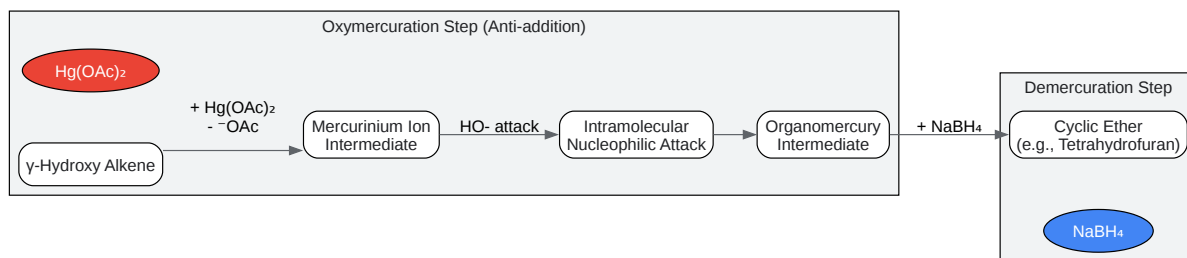 Oxymercuration Step (Anti-addition)
Hg(OAc)₂
γ-Hydroxy Alkene
+ Hg(OAc)₂
- ⁻OAc
Mercurinium Ion
Intermediate
HO- attack
Intramolecular
Nucleophilic Attack
Organomercury
Intermediate
+ NaBH₄
Demercuration Step
Cyclic Ether
(e.g., Tetrahydrofuran)
NaBH₄